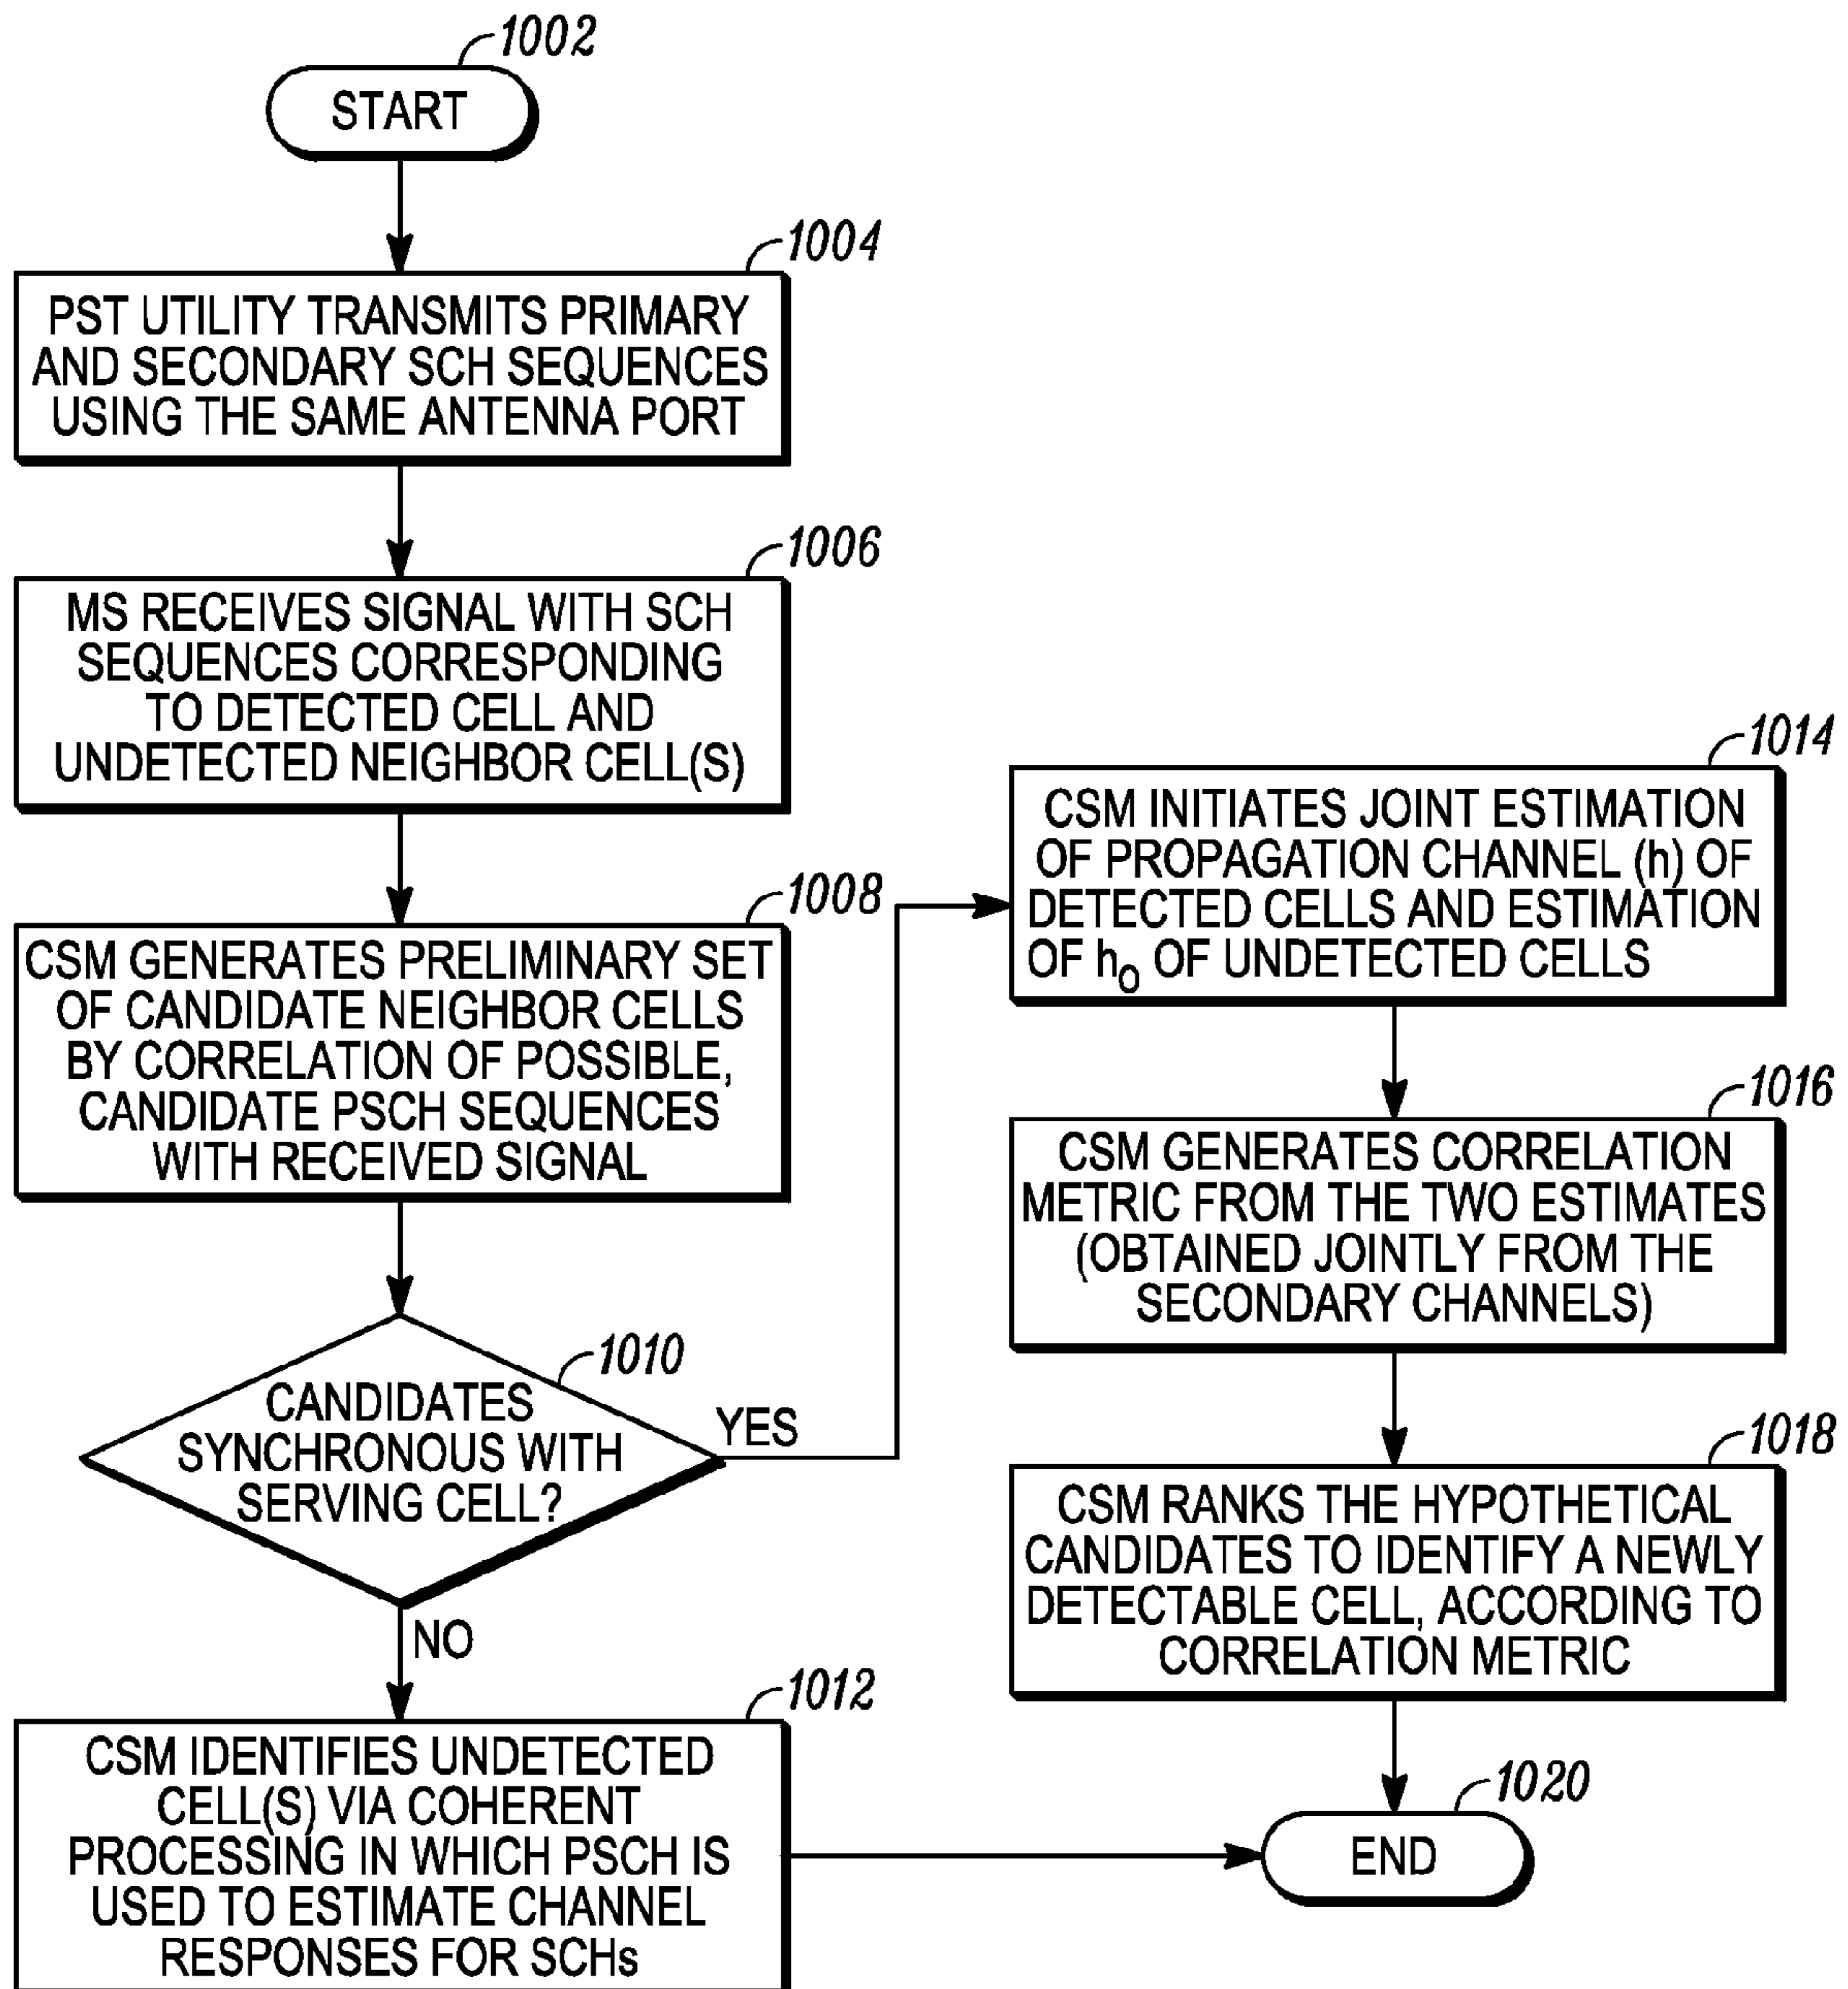 1002
START
1004
PST UTILITY TRANSMITS PRIMARY
AND SECONDARY SCH SEQUENCES
USING THE SAME ANTENNA PORT
1006
MS RECEIVES SIGNAL WITH SCH
SEQUENCES CORRESPONDING
TO DETECTED CELL AND
UNDETECTED NEIGHBOR CELL(S)
1008
CSM GENERATES PRELIMINARY SET
OF CANDIDATE NEIGHBOR CELLS
BY CORRELATION OF POSSIBLE,
CANDIDATE PSCH SEQUENCES
WITH RECEIVED SIGNAL
1010
CANDIDATES
SYNCHRONOUS WITH
SERVING CELL?
YES
NO
1012
CSM IDENTIFIES UNDETECTED
CELL(S) VIA COHERENT
PROCESSING IN WHICH PSCH IS
USED TO ESTIMATE CHANNEL
RESPONSES FOR SCHs
1014
CSM INITIATES JOINT ESTIMATION
OF PROPAGATION CHANNEL (h) OF
DETECTED CELLS AND ESTIMATION
OF h₀ OF UNDETECTED CELLS
1016
CSM GENERATES CORRELATION
METRIC FROM THE TWO ESTIMATES
(OBTAINED JOINTLY FROM THE
SECONDARY CHANNELS)
1018
CSM RANKS THE HYPOTHETICAL
CANDIDATES TO IDENTIFY A NEWLY
DETECTABLE CELL, ACCORDING TO
CORRELATION METRIC
1020
END